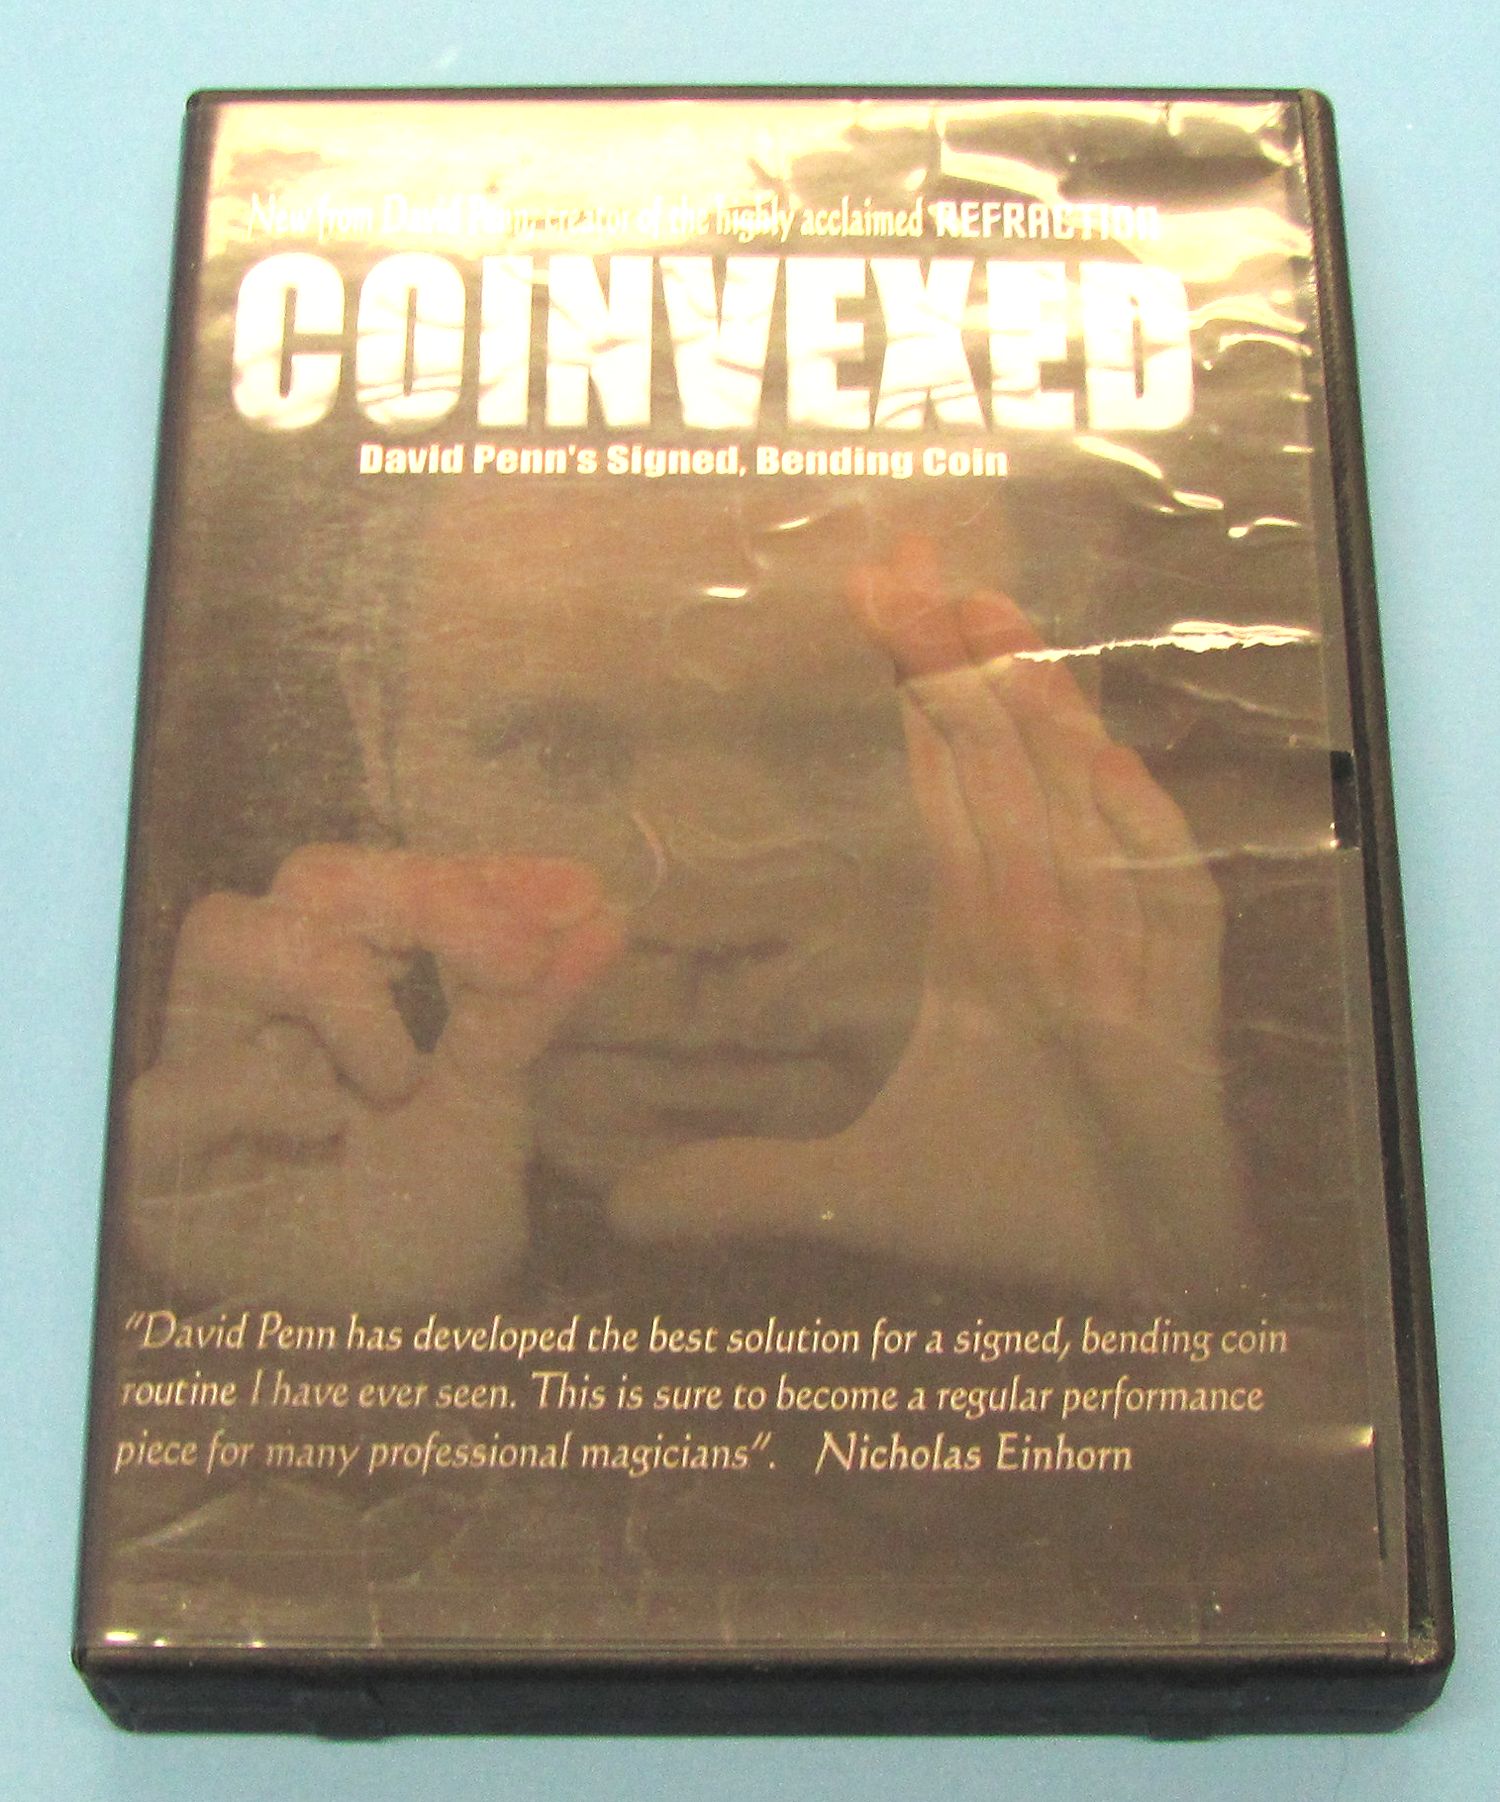 New from David Penn, creator of the highly acclaimed REFRACTION
COINVEXED
David Penn's Signed, Bending Coin
"David Penn has developed the best solution for a signed, bending coin
routine I have ever seen. This is sure to become a regular performance
piece for many professional magicians". Nicholas Einhorn